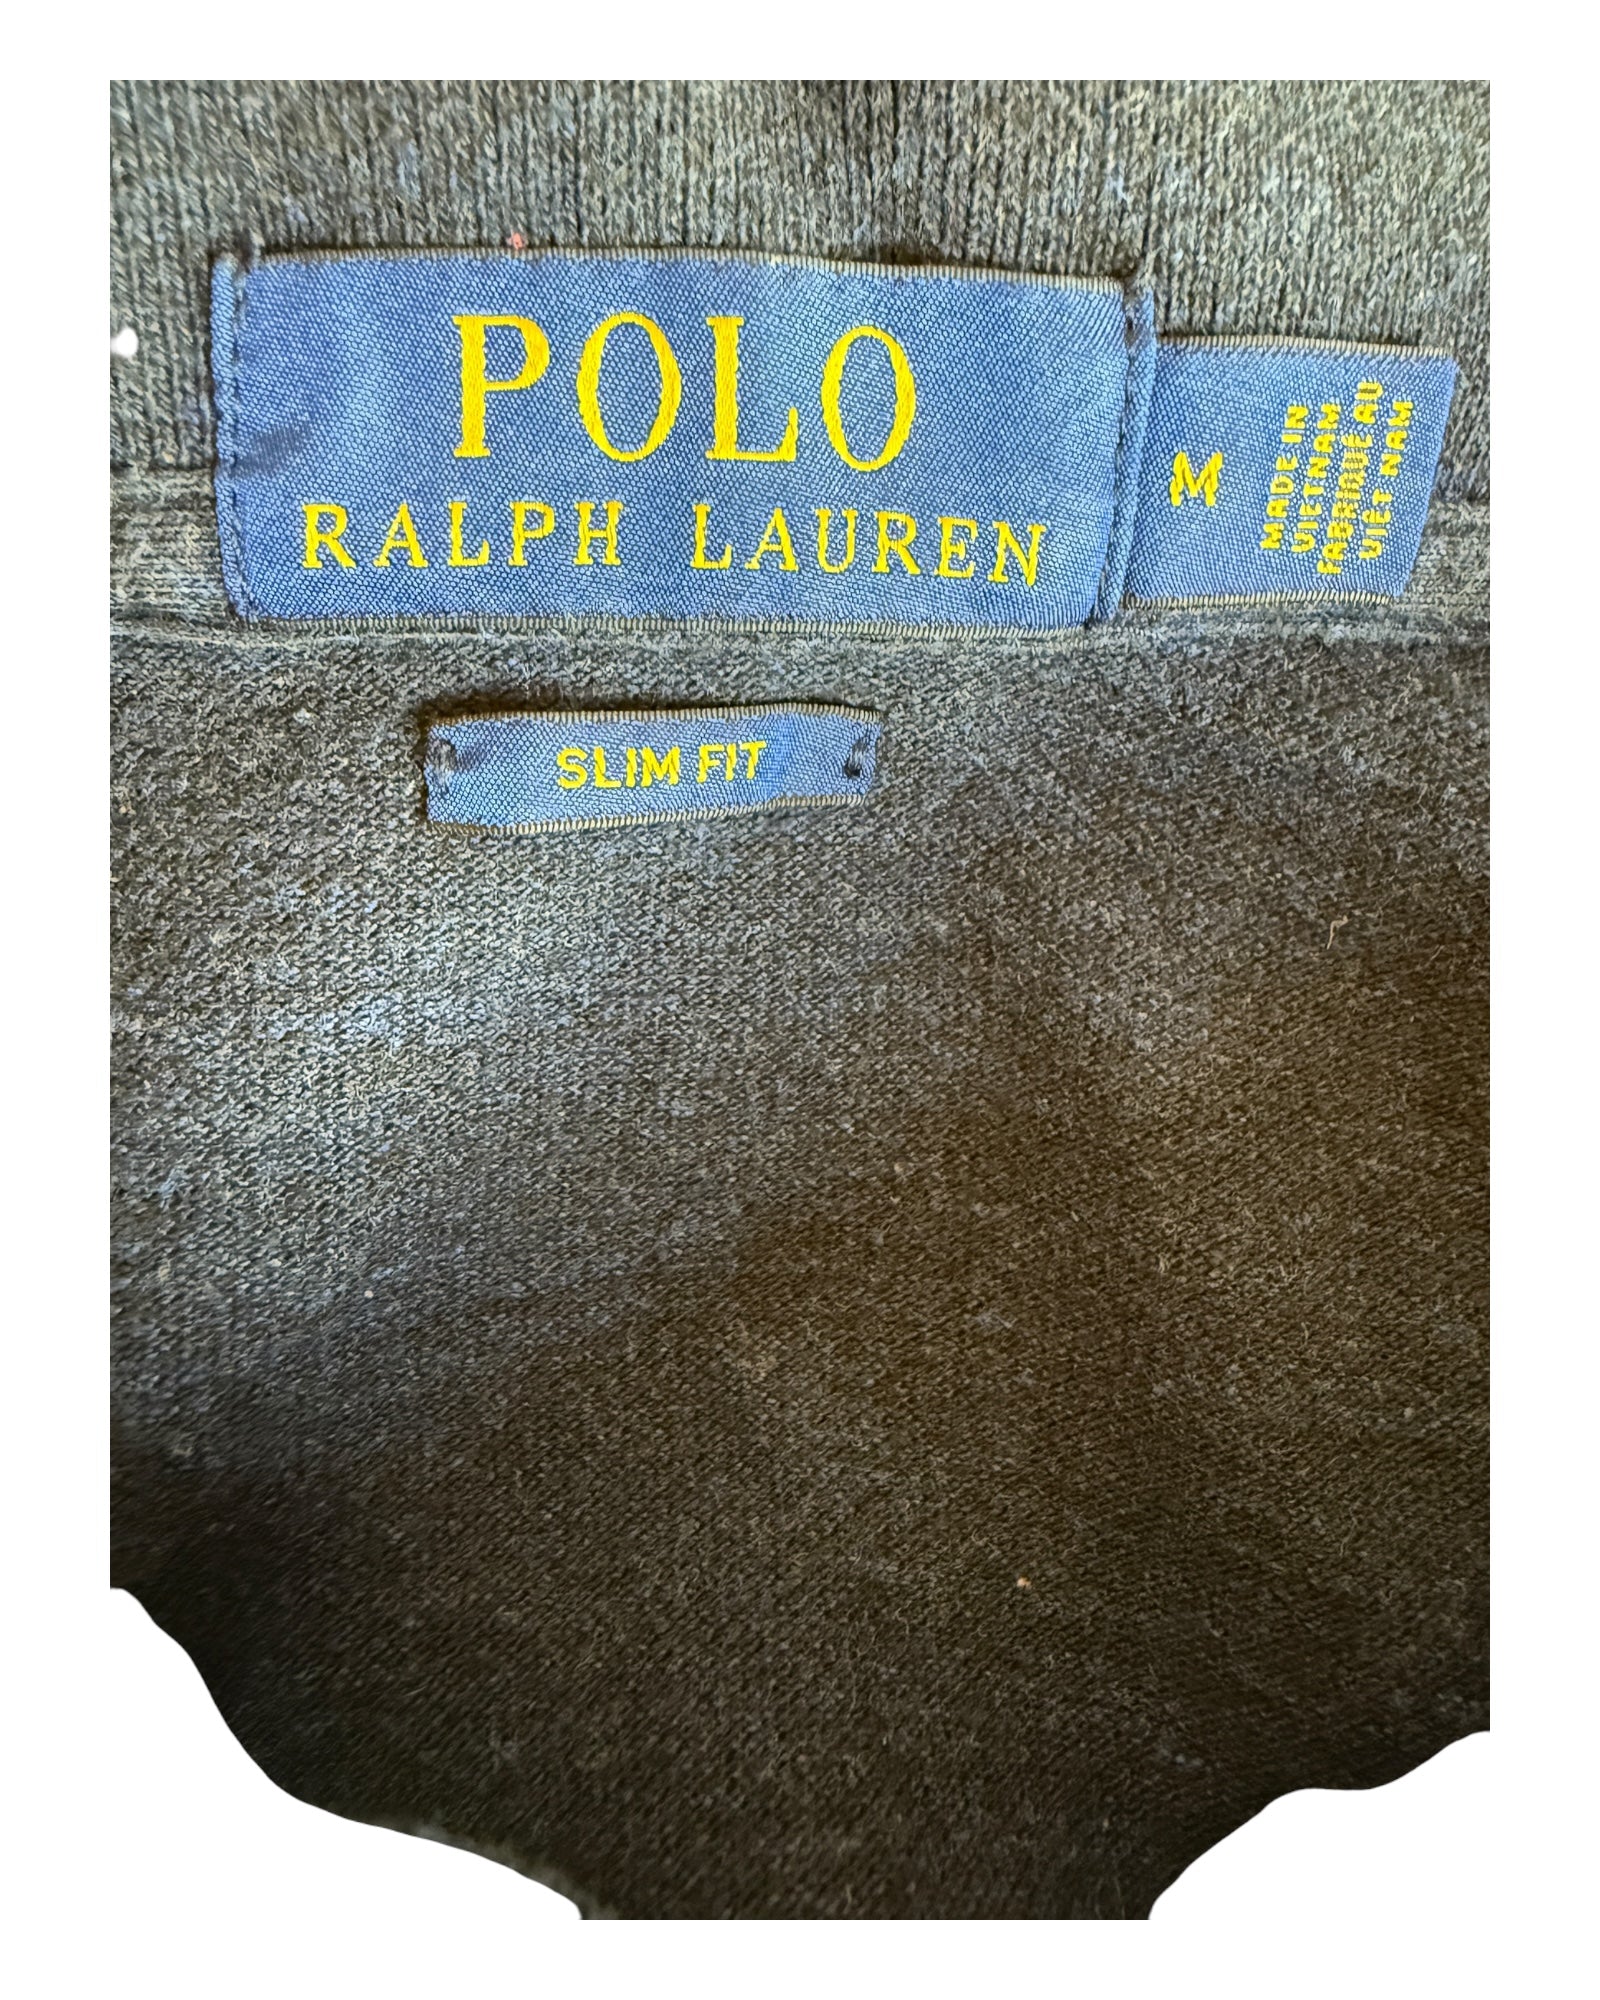 POLO
RALPH LAUREN
M
MADE IN
VIETNAM
FABRIQUÉ AU
VIÊT NAM
SLIM FIT